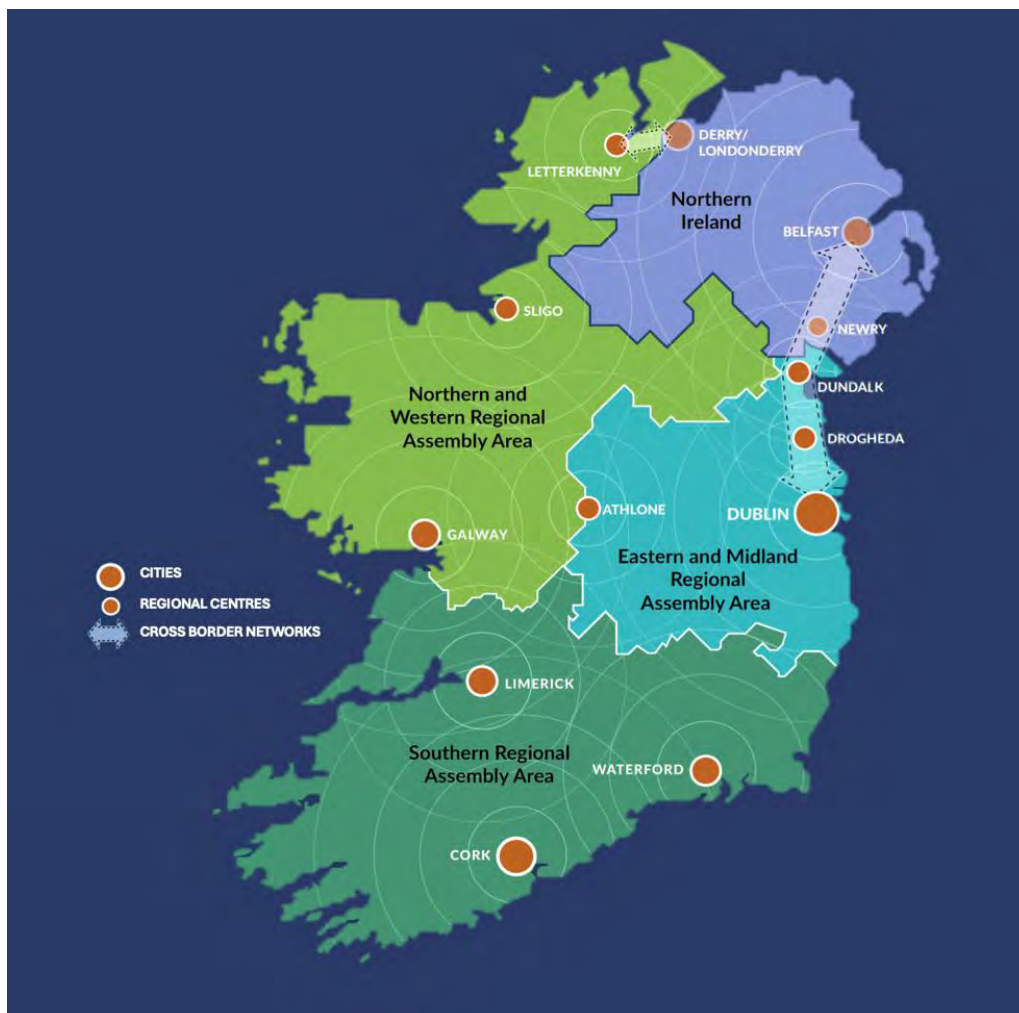 DERRY/
LONDONDERRY
LETTERKENNY
Northern
Ireland
BELFAST
SLIGO
NEWRY
DUNDALK
Northern and
Western Regional
Assembly Area
DROGHEDA
ATHLONE
DUBLIN
GALWAY
Eastern and Midland
Regional
Assembly Area
CITIES
REGIONAL CENTRES
CROSS BORDER NETWORKS
LIMERICK
Southern Regional
Assembly Area
WATERFORD
CORK